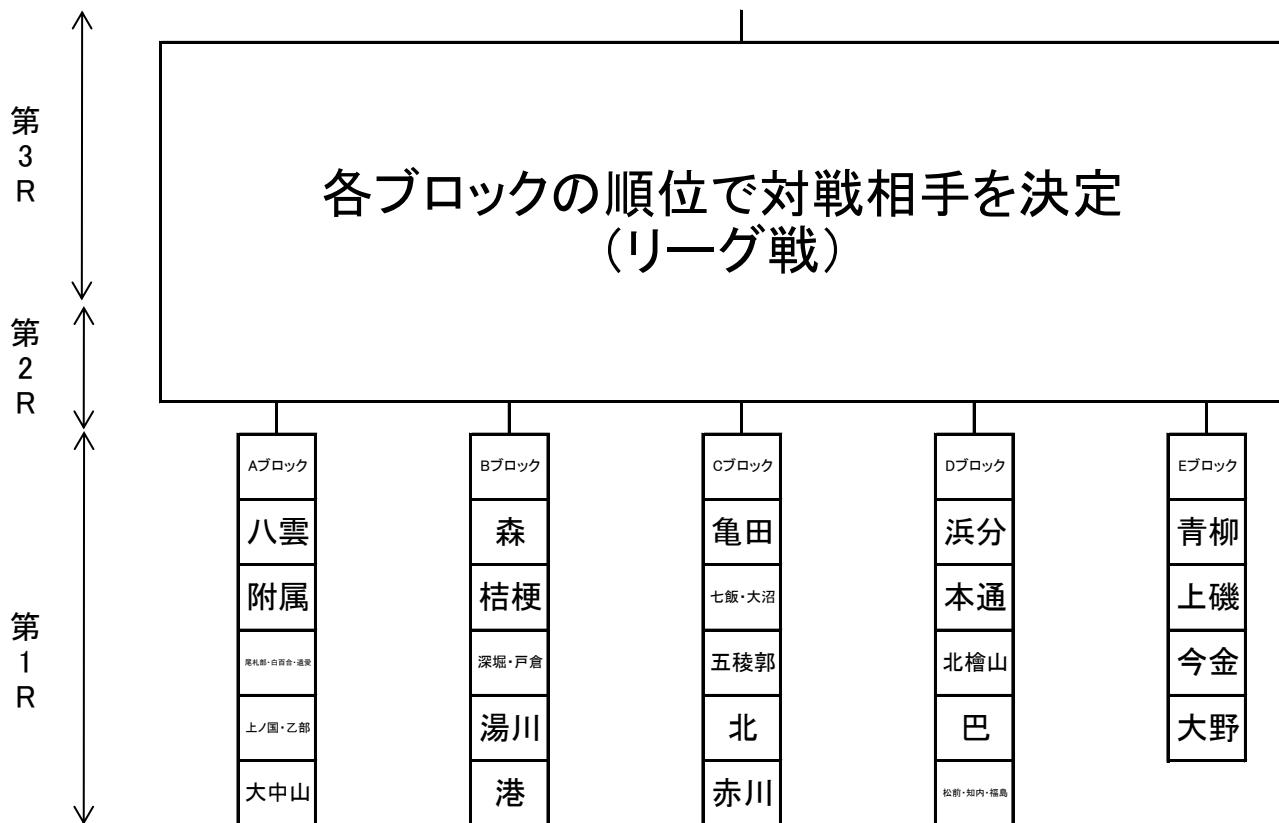 第3R
各ブロックの順位で対戦相手を決定
（リーグ戦）
第2R
第1R
Aブロック
八雲
附属
尾札部・白百合・遺愛
上ノ国・乙部
大中山
Bブロック
森
桔梗
深堀・戸倉
湯川
港
Cブロック
亀田
七飯・大沼
五稜郭
北
赤川
Dブロック
浜分
本通
北檜山
巴
松前・知内・福島
Eブロック
青柳
上磯
今金
大野